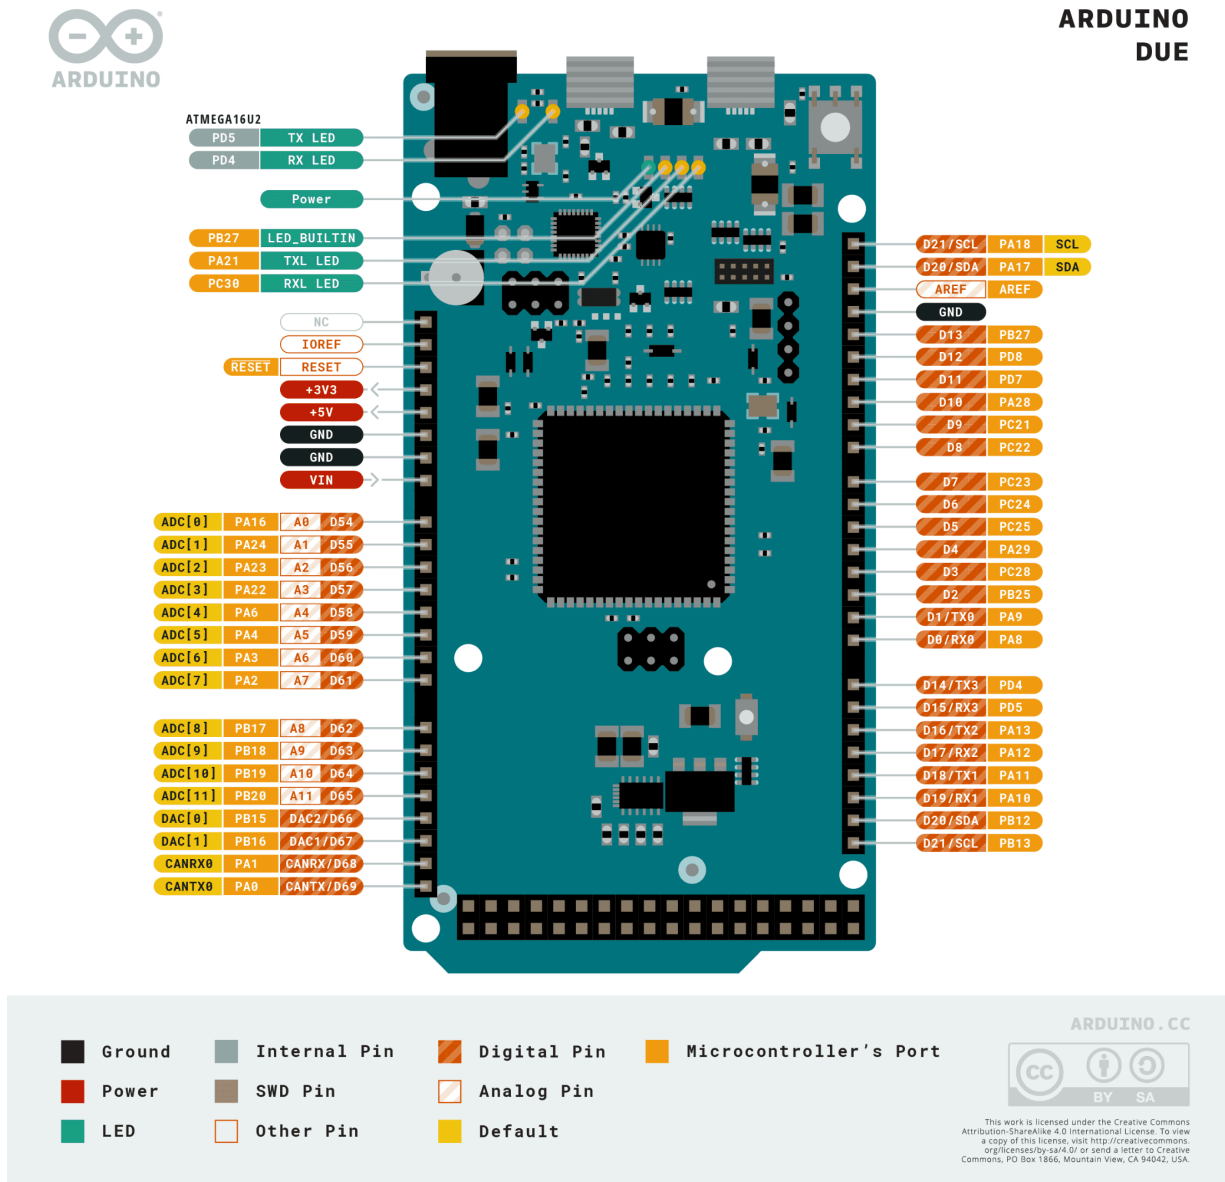 ARDUINO
ARDUINO
DUE
ATMEGA16U2
PD5 TX LED
PD4 RX LED
Power
PB27 LED_BUILTIN
PA21 TXL LED
PC30 RXL LED
NC
IOREF
RESET RESET
+3V3
+5V
GND
GND
VIN
ADC[0] PA16 A0 D54
ADC[1] PA24 A1 D55
ADC[2] PA23 A2 D56
ADC[3] PA22 A3 D57
ADC[4] PA6 A4 D58
ADC[5] PA4 A5 D59
ADC[6] PA3 A6 D60
ADC[7] PA2 A7 D61
ADC[8] PB17 A8 D62
ADC[9] PB18 A9 D63
ADC[10] PB19 A10 D64
ADC[11] PB20 A11 D65
DAC[0] PB15 DAC2/D66
DAC[1] PB16 DAC1/D67
CANRX0 PA1 CANRX/D68
CANTX0 PA0 CANTX/D69
D21/SCL PA18 SCL
D20/SDA PA17 SDA
AREF AREF
GND
D13 PB27
D12 PD8
D11 PD7
D10 PA28
D9 PC21
D8 PC22
D7 PC23
D6 PC24
D5 PC25
D4 PA29
D3 PC28
D2 PB25
D1/TX0 PA9
D0/RX0 PA8
D14/TX3 PD4
D15/RX3 PD5
D16/TX2 PA13
D17/RX2 PA12
D18/TX1 PA11
D19/RX1 PA10
D20/SDA PB12
D21/SCL PB13
Ground
Power
LED
Internal Pin
SWD Pin
Other Pin
Digital Pin
Analog Pin
Default
Microcontroller's Port
ARDUINO.CC
cc
BY SA
This work is licensed under the Creative Commons
Attribution-ShareAlike 4.0 International License. To view
a copy of this license, visit http://creativecommons.
org/licenses/by-sa/4.0/ or send a letter to Creative
Commons, PO Box 1866, Mountain View, CA 94042, USA.